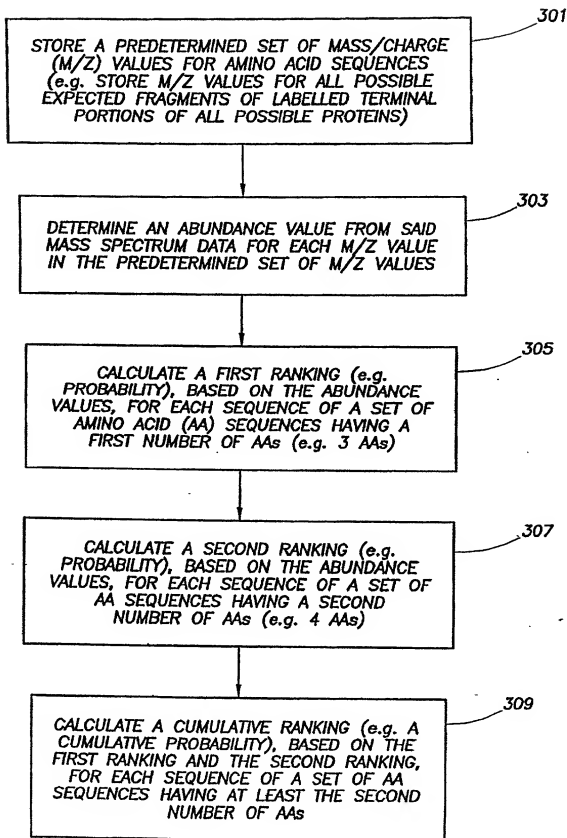 301
STORE A PREDETERMINED SET OF MASS/CHARGE
(M/Z) VALUES FOR AMINO ACID SEQUENCES
(e.g. STORE M/Z VALUES FOR ALL POSSIBLE
EXPECTED FRAGMENTS OF LABELLED TERMINAL
PORTIONS OF ALL POSSIBLE PROTEINS)
303
DETERMINE AN ABUNDANCE VALUE FROM SAID
MASS SPECTRUM DATA FOR EACH M/Z VALUE
IN THE PREDETERMINED SET OF M/Z VALUES
305
CALCULATE A FIRST RANKING (e.g.
PROBABILITY), BASED ON THE ABUNDANCE
VALUES, FOR EACH SEQUENCE OF A SET OF
AMINO ACID (AA) SEQUENCES HAVING A
FIRST NUMBER OF AAs (e.g. 3 AAs)
307
CALCULATE A SECOND RANKING (e.g.
PROBABILITY), BASED ON THE ABUNDANCE
VALUES, FOR EACH SEQUENCE OF A SET OF
AA SEQUENCES HAVING A SECOND
NUMBER OF AAs (e.g. 4 AAs)
309
CALCULATE A CUMULATIVE RANKING (e.g. A
CUMULATIVE PROBABILITY), BASED ON THE
FIRST RANKING AND THE SECOND RANKING,
FOR EACH SEQUENCE OF A SET OF AA
SEQUENCES HAVING AT LEAST THE SECOND
NUMBER OF AAs